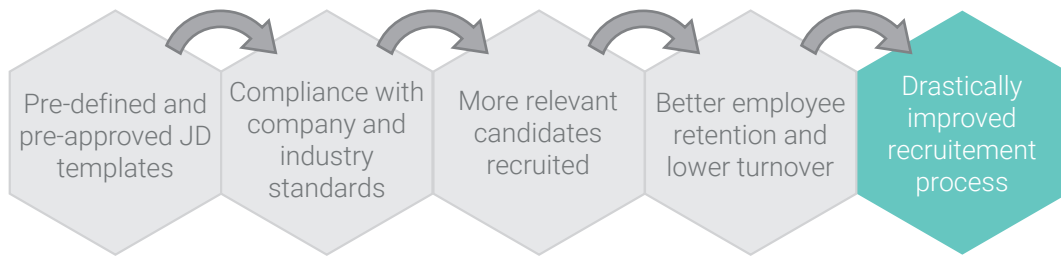 Pre-defined and
pre-approved JD
templates
Compliance with
company and
industry
standards
More relevant
candidates
recruited
Better employee
retention and
lower turnover
Drastically
improved
recruitement
process